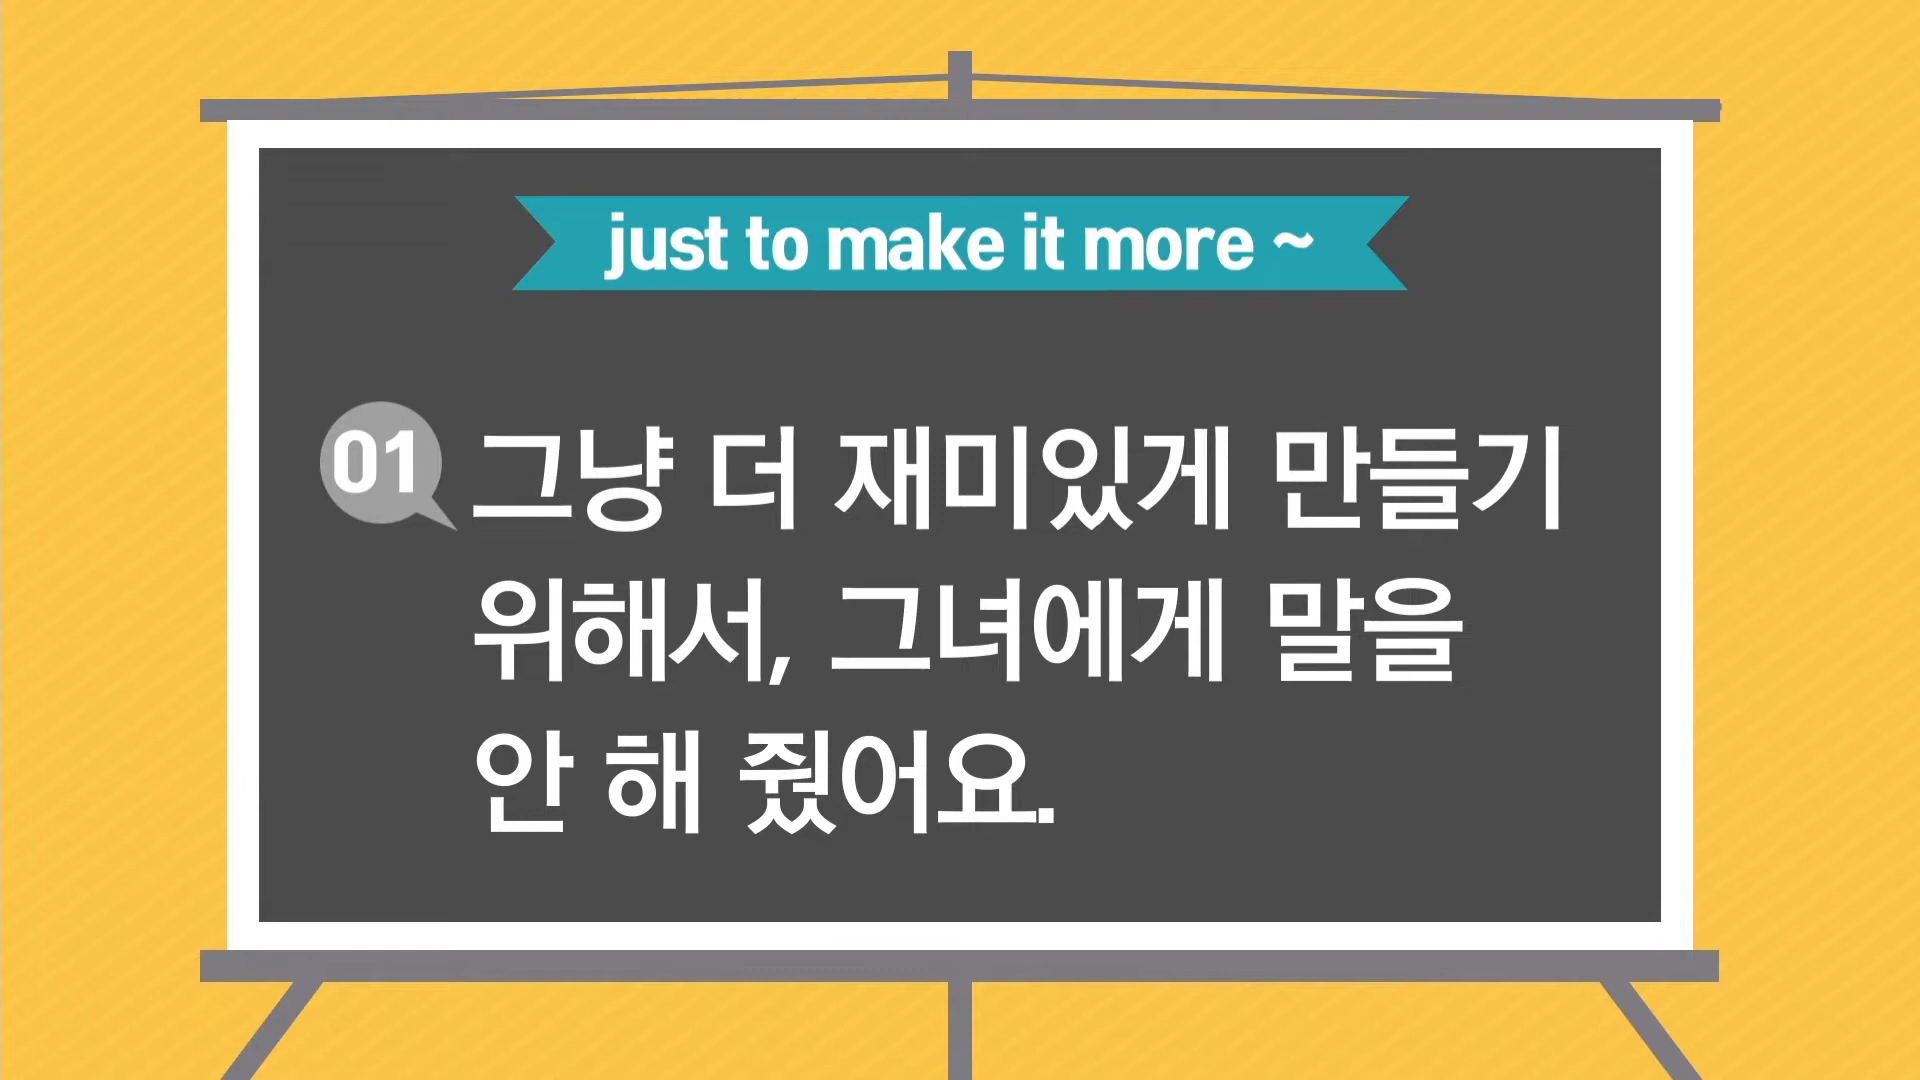 just to make it more ~
01 그냥 더 재미있게 만들기
위해서, 그녀에게 말을
안 해 줬어요.